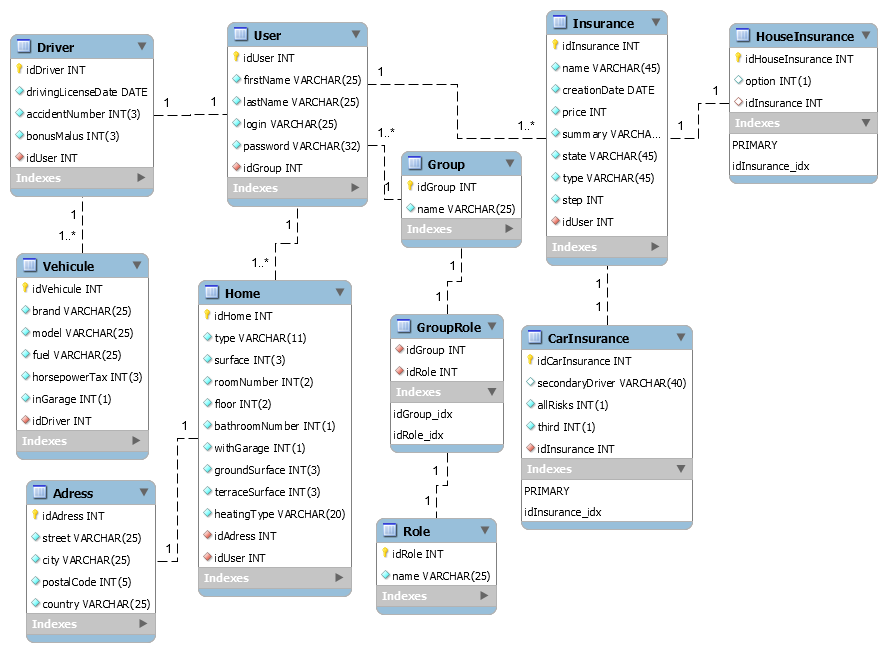 Driver
idDriver INT
drivingLicenseDate DATE
accidentNumber INT(3)
bonusMalus INT(3)
idUser INT
Indexes
1
1
User
idUser INT
firstName VARCHAR(25)
lastName VARCHAR(25)
login VARCHAR(25)
password VARCHAR(32)
idGroup INT
Indexes
1
1..*
1..*
1
Insurance
idInsurance INT
name VARCHAR(45)
creationDate DATE
price INT
summary VARCHA...
state VARCHAR(45)
type VARCHAR(45)
step INT
idUser INT
Indexes
1
1
HouseInsurance
idHouseInsurance INT
option INT(1)
idInsurance INT
Indexes
PRIMARY
idInsurance_idx
Group
idGroup INT
name VARCHAR(25)
Indexes
1
1..*
1
1..*
1
1
1
1
Vehicule
idVehicule INT
brand VARCHAR(25)
model VARCHAR(25)
fuel VARCHAR(25)
horsepowerTax INT(3)
inGarage INT(1)
idDriver INT
Indexes
Home
idHome INT
type VARCHAR(11)
surface INT(3)
roomNumber INT(2)
floor INT(2)
bathroomNumber INT(1)
withGarage INT(1)
groundSurface INT(3)
terraceSurface INT(3)
heatingType VARCHAR(20)
idAdress INT
idUser INT
Indexes
GroupRole
idGroup INT
idRole INT
Indexes
idGroup_idx
idRole_idx
CarInsurance
idCarInsurance INT
secondaryDriver VARCHAR(40)
allRisks INT(1)
third INT(1)
idInsurance INT
Indexes
PRIMARY
idInsurance_idx
1
1
1
1
Adress
idAdress INT
street VARCHAR(25)
city VARCHAR(25)
postalCode INT(5)
country VARCHAR(25)
Indexes
Role
idRole INT
name VARCHAR(25)
Indexes